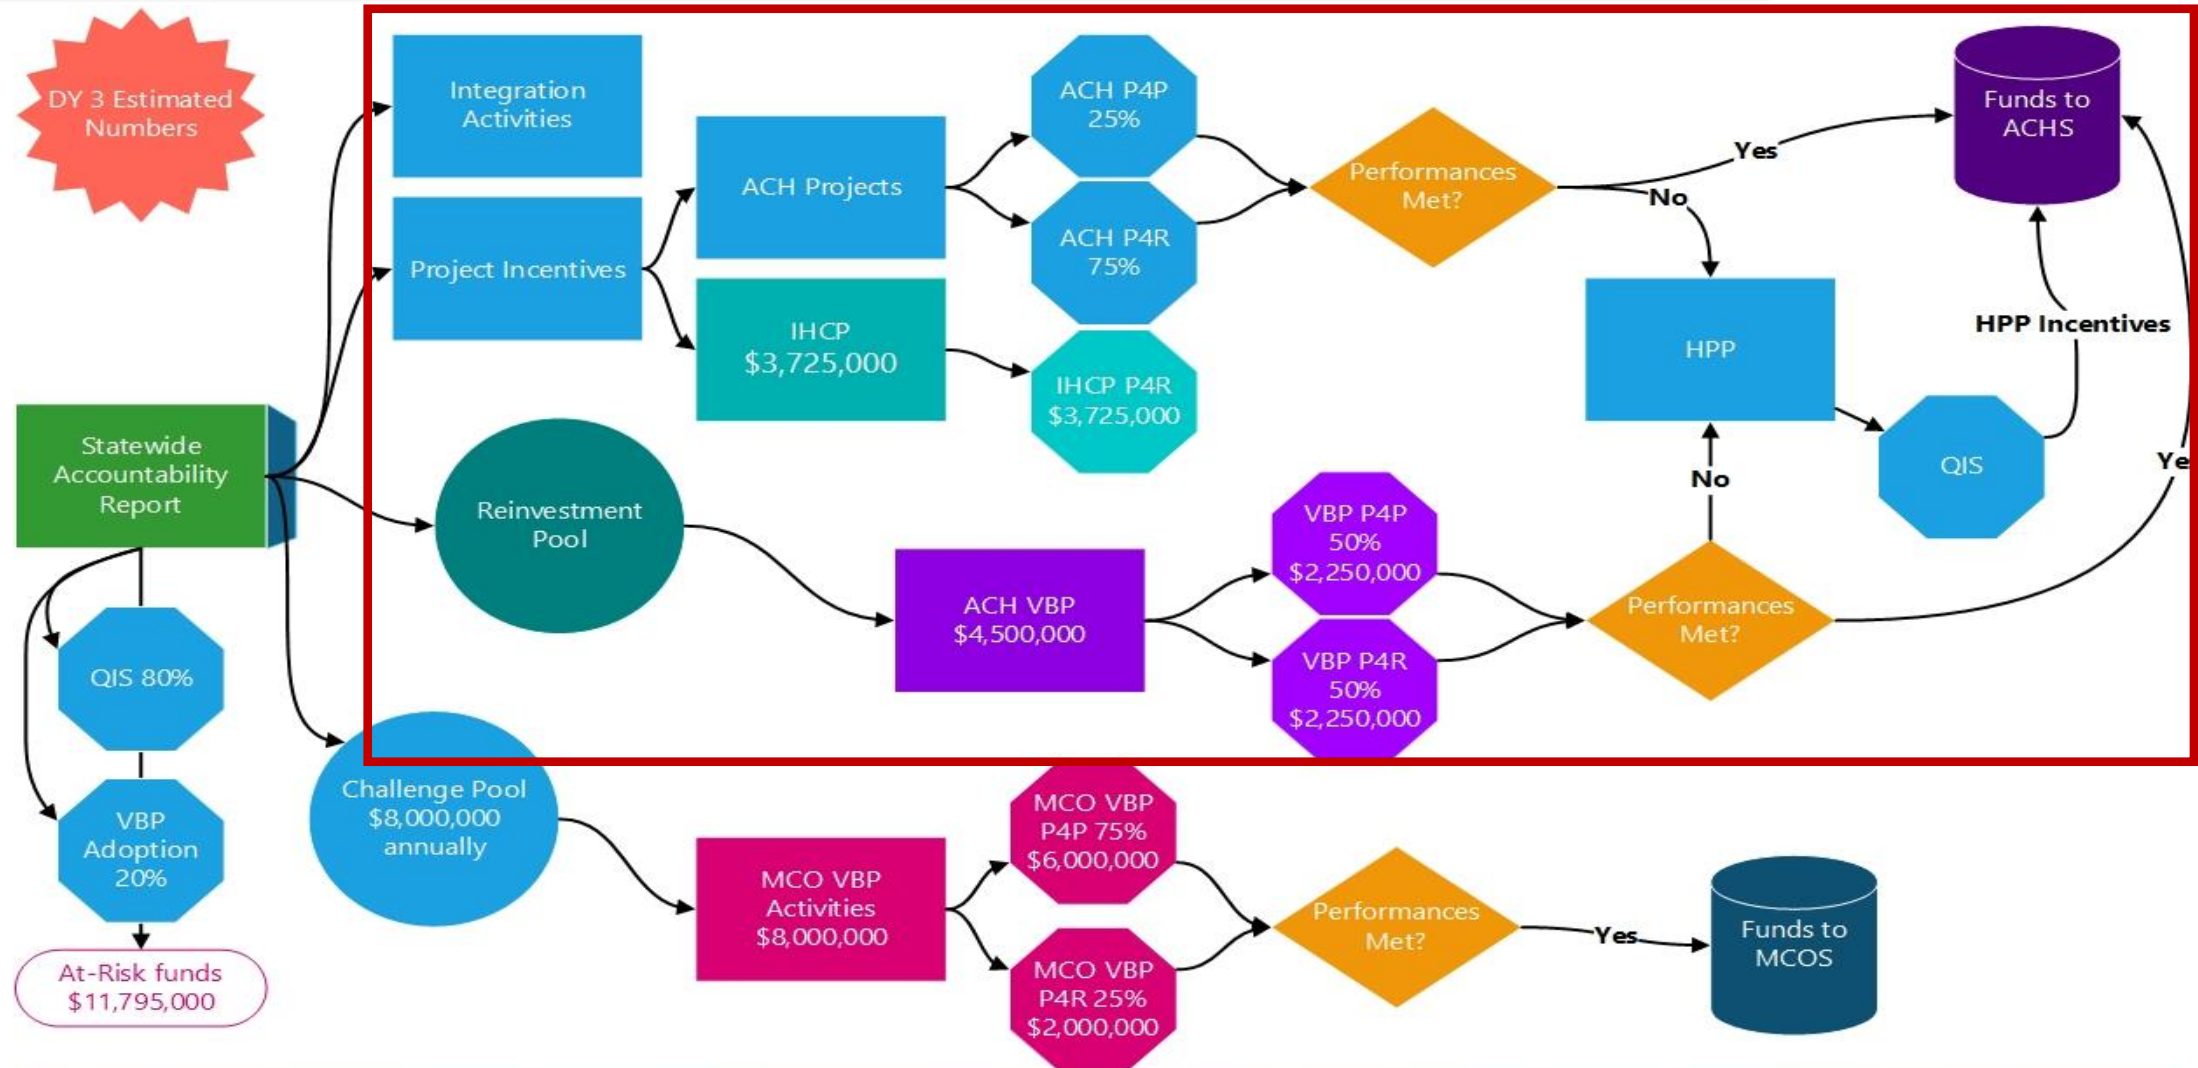 DY 3 Estimated
Numbers
Integration
Activities
Project Incentives
ACH Projects
IHCP
$3,725,000
ACH P4P
25%
ACH P4R
75%
IHCP P4R
$3,725,000
Performances
Met?
Yes
No
Funds to
ACHS
HPP
HPP Incentives
QIS
Statewide
Accountability
Report
Reinvestment
Pool
ACH VBP
$4,500,000
VBP P4P
50%
$2,250,000
VBP P4R
50%
$2,250,000
Performances
Met?
No
Ye
QIS 80%
VBP
Adoption
20%
At-Risk funds
$11,795,000
Challenge Pool
$8,000,000
annually
MCO VBP
Activities
$8,000,000
MCO VBP
P4P 75%
$6,000,000
MCO VBP
P4R 25%
$2,000,000
Performances
Met?
Yes
Funds to
MCOS